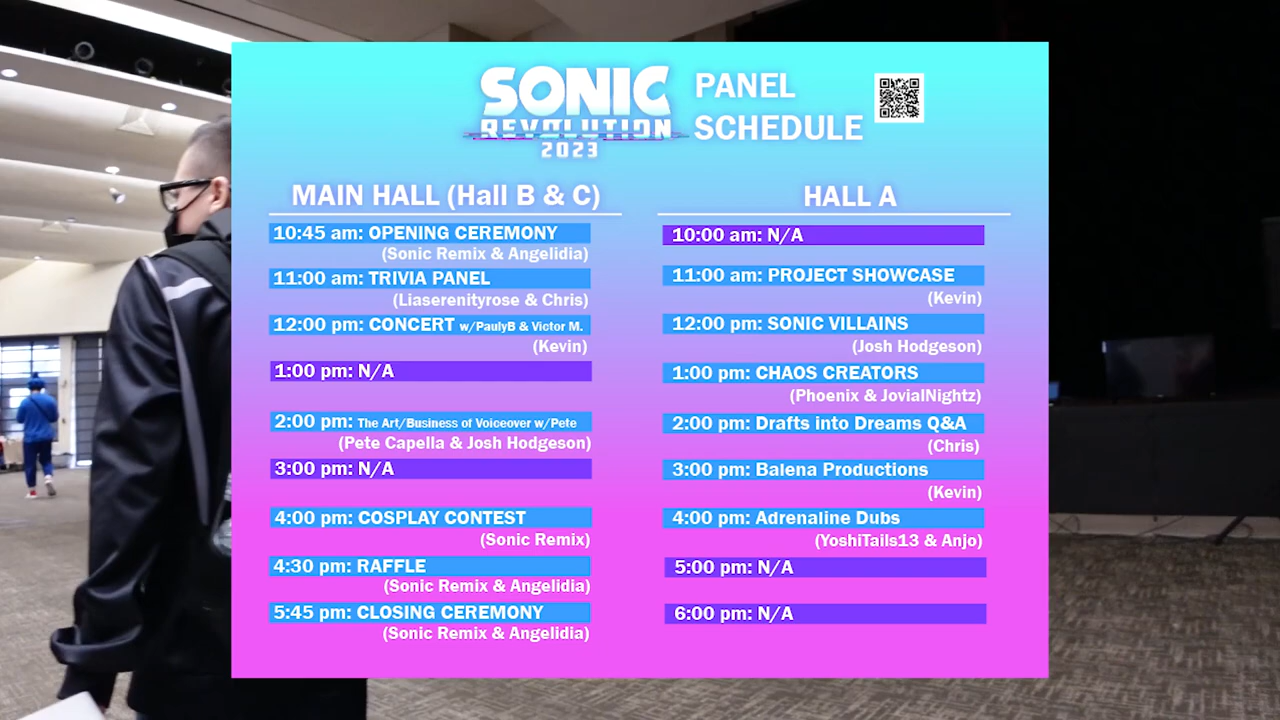 SONIC
REVOLUTION
2023
PANEL
SCHEDULE
MAIN HALL (Hall B & C)
10:45 am: OPENING CEREMONY
(Sonic Remix & Angelidia)
11:00 am: TRIVIA PANEL
(Liaserenityrose & Chris)
12:00 pm: CONCERT w/PaulyB & Victor M.
(Kevin)
1:00 pm: N/A
2:00 pm: The Art/Business of Voiceover w/Pete
(Pete Capella & Josh Hodgeson)
3:00 pm: N/A
4:00 pm: COSPLAY CONTEST
(Sonic Remix)
4:30 pm: RAFFLE
(Sonic Remix & Angelidia)
5:45 pm: CLOSING CEREMONY
(Sonic Remix & Angelidia)
HALL A
10:00 am: N/A
11:00 am: PROJECT SHOWCASE
(Kevin)
12:00 pm: SONIC VILLAINS
(Josh Hodgeson)
1:00 pm: CHAOS CREATORS
(Phoenix & JovialNightz)
2:00 pm: Drafts into Dreams Q&A
(Chris)
3:00 pm: Balena Productions
(Kevin)
4:00 pm: Adrenaline Dubs
(YoshiTails13 & Anjo)
5:00 pm: N/A
6:00 pm: N/A